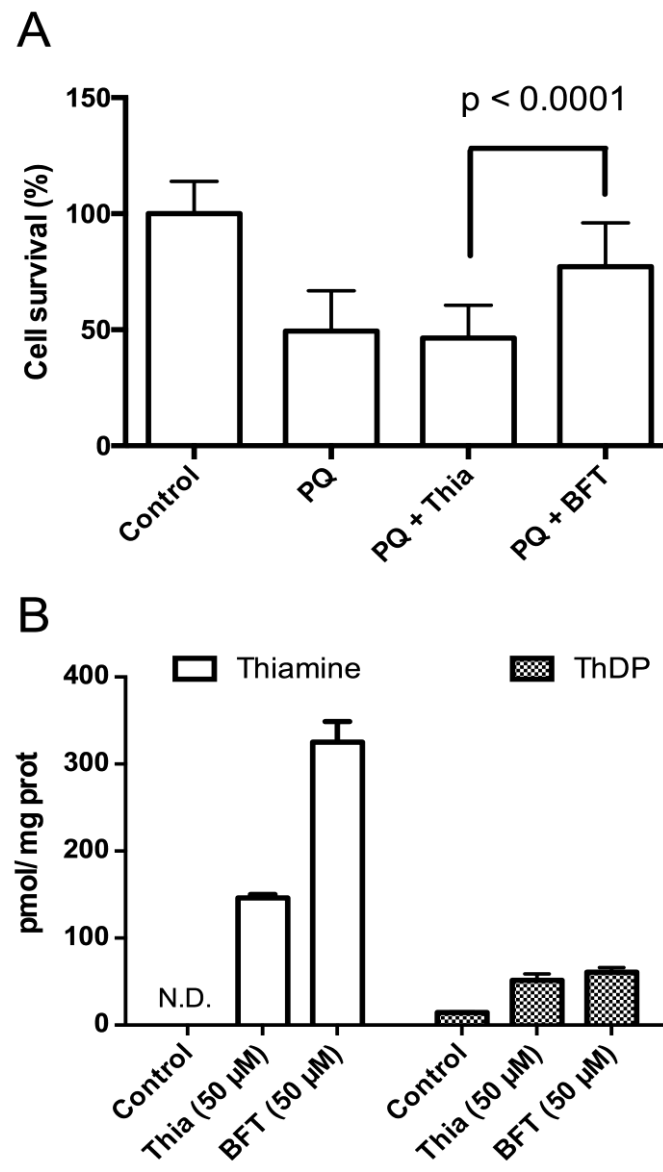 A
150
p < 0.0001
100
50
0
Cell survival (%)
Control
PQ
PQ + Thia
PQ + BFT
B
Thiamine
ThDP
400
300
200
100
0
pmol/ mg prot
N.D.
Control
Thia (50 µM)
BFT (50 µM)
Control
Thia (50 µM)
BFT (50 µM)